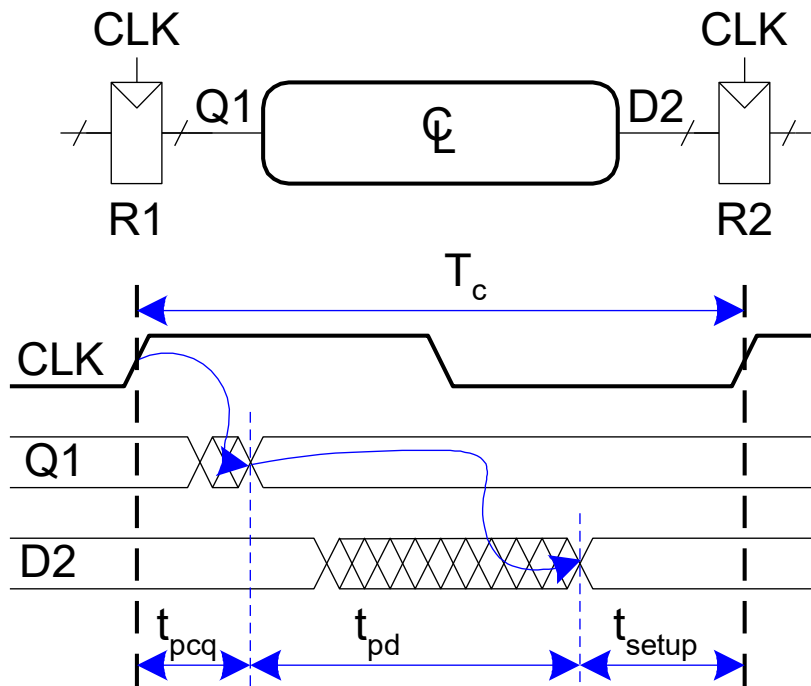 CLK CLK
Q1 CL D2
R1 R2
Tc
CLK
Q1
D2
tpcq tpd tsetup